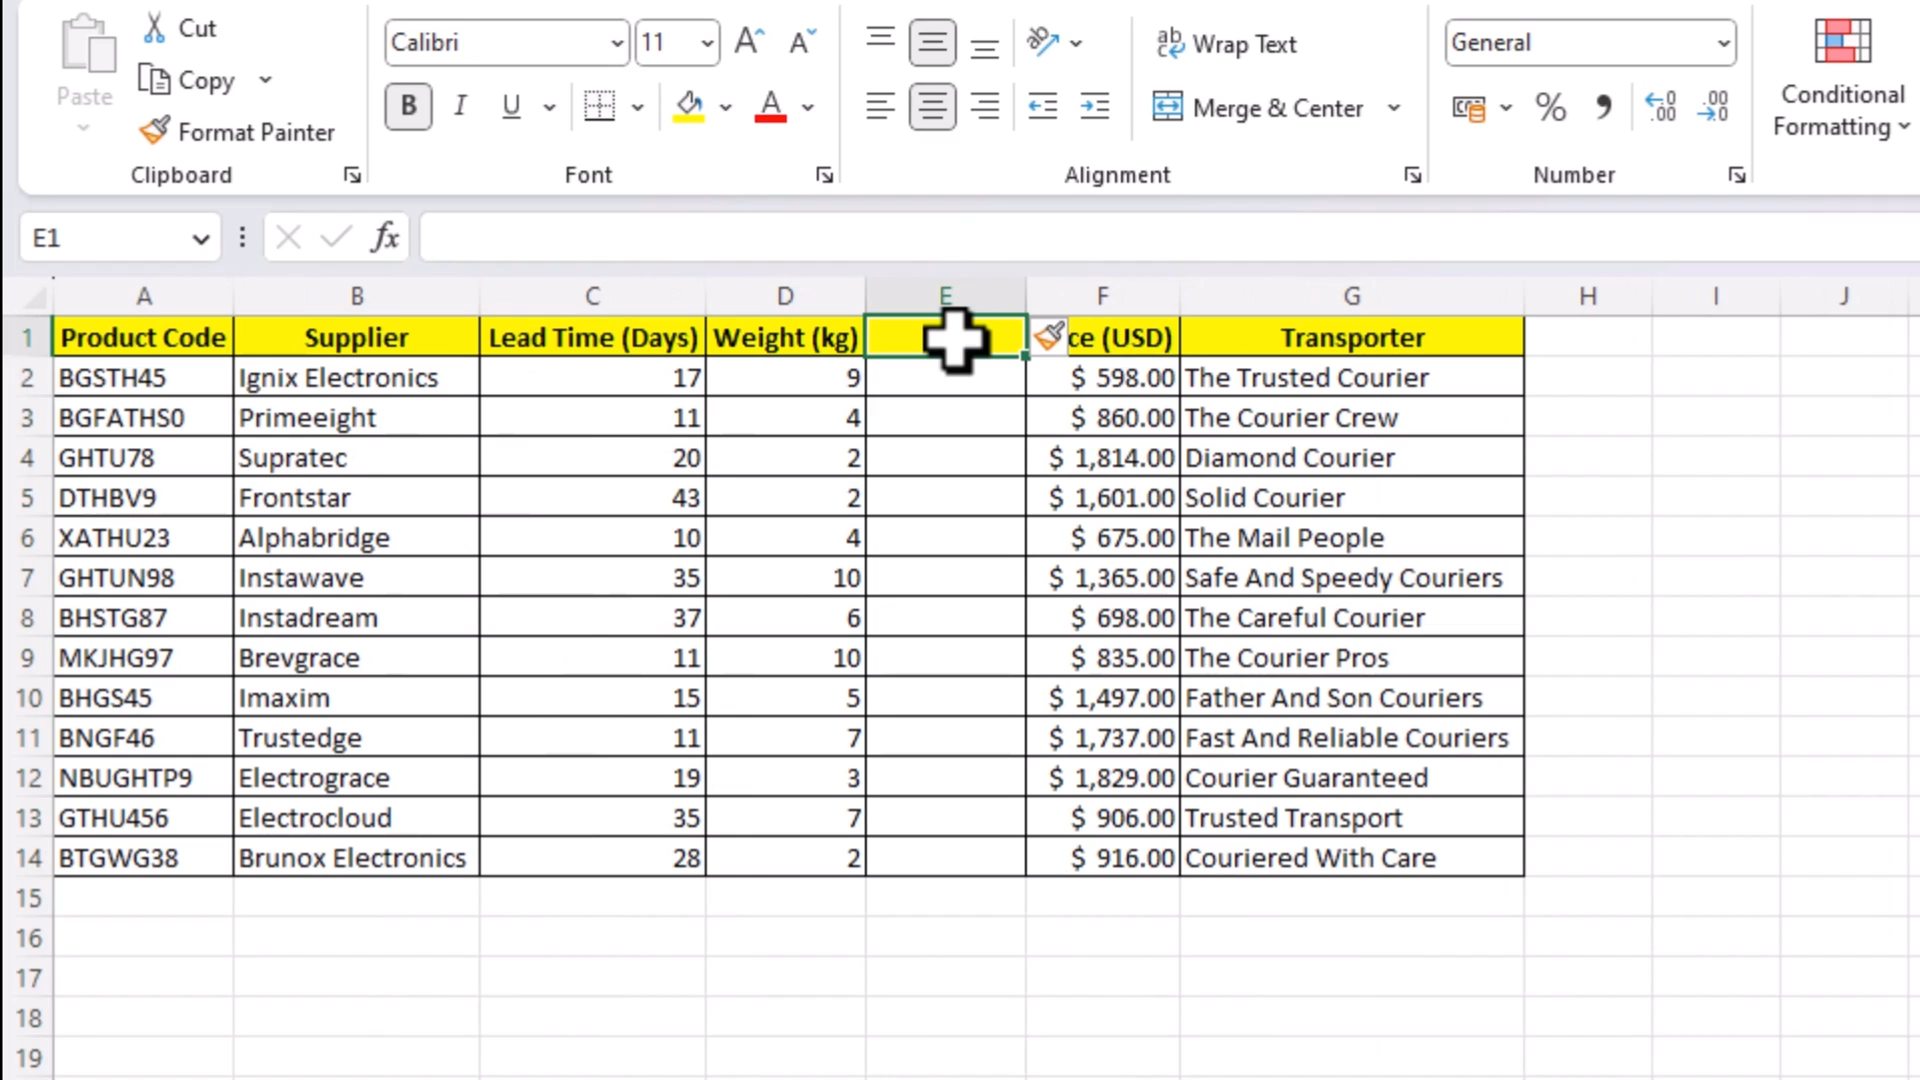 Cut
Calibri 11 A A
ab Wrap Text
General
Paste
Copy
Conditional
Formatting
B I U A
Merge & Center
% , .00 .00
Format Painter
Clipboard Font Alignment Number
E1 fx
A B C D E F G H I J
1 Product Code Supplier Lead Time (Days) Weight (kg) ce (USD) Transporter
2 BGSTH45 Ignix Electronics 17 9 $ 598.00 The Trusted Courier
3 BGFATHS0 Primeeight 11 4 $ 860.00 The Courier Crew
4 GHTU78 Supratec 20 2 $ 1,814.00 Diamond Courier
5 DTHBV9 Frontstar 43 2 $ 1,601.00 Solid Courier
6 XATHU23 Alphabridge 10 4 $ 675.00 The Mail People
7 GHTUN98 Instawave 35 10 $ 1,365.00 Safe And Speedy Couriers
8 BHSTG87 Instadream 37 6 $ 698.00 The Careful Courier
9 MKJHG97 Brevgrace 11 10 $ 835.00 The Courier Pros
10 BHGS45 Imaxim 15 5 $ 1,497.00 Father And Son Couriers
11 BNGF46 Trustedge 11 7 $ 1,737.00 Fast And Reliable Couriers
12 NBUGHTP9 Electrograce 19 3 $ 1,829.00 Courier Guaranteed
13 GTHU456 Electrocloud 35 7 $ 906.00 Trusted Transport
14 BTGWG38 Brunox Electronics 28 2 $ 916.00 Couriered With Care
15
16
17
18
19